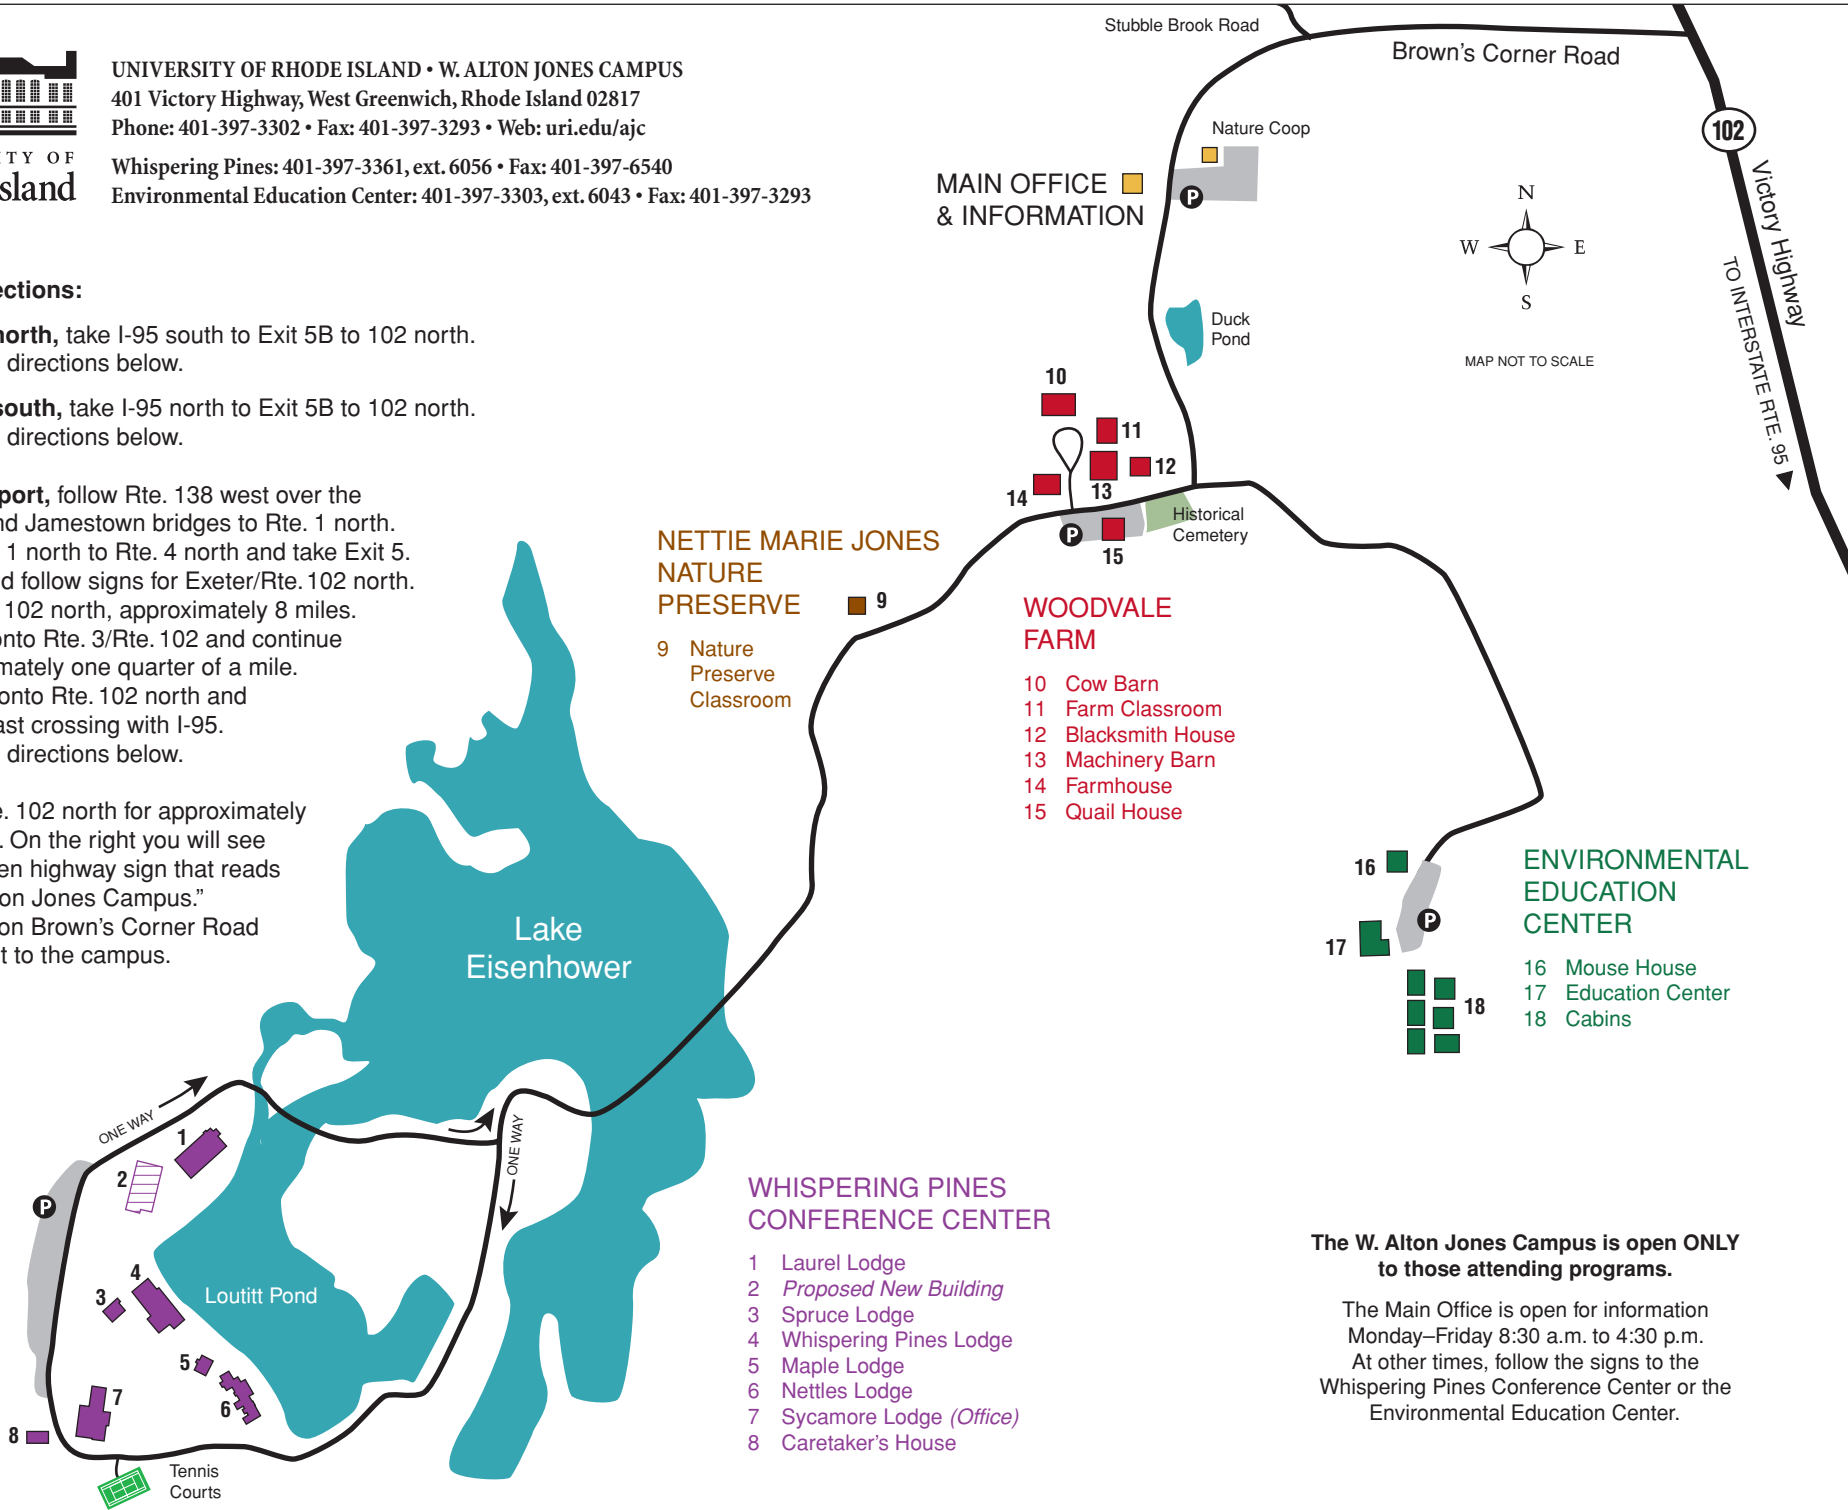 UNIVERSITY OF RHODE ISLAND • W. ALTON JONES CAMPUS
401 Victory Highway, West Greenwich, Rhode Island 02817
Phone: 401-397-3302 • Fax: 401-397-3293 • Web: uri.edu/ajc
Whispering Pines: 401-397-3361, ext. 6056 • Fax: 401-397-6540
Environmental Education Center: 401-397-3303, ext. 6043 • Fax: 401-397-3293
ITY OF
sland
ections:
north, take I-95 south to Exit 5B to 102 north.
directions below.
south, take I-95 north to Exit 5B to 102 north.
directions below.
port, follow Rte. 138 west over the
nd Jamestown bridges to Rte. 1 north.
1 north to Rte. 4 north and take Exit 5.
d follow signs for Exeter/Rte. 102 north.
102 north, approximately 8 miles.
onto Rte. 3/Rte. 102 and continue
mately one quarter of a mile.
onto Rte. 102 north and
ast crossing with I-95.
directions below.
e. 102 north for approximately
. On the right you will see
en highway sign that reads
on Jones Campus.”
on Brown’s Corner Road
t to the campus.
Stubble Brook Road
Brown’s Corner Road
102
Victory Highway
TO INTERSTATE RTE. 95
Nature Coop
MAIN OFFICE
& INFORMATION
P
N
W E
S
MAP NOT TO SCALE
Duck
Pond
10
11
12
13
14
P
15
Historical
Cemetery
NETTIE MARIE JONES
NATURE
PRESERVE
9
9 Nature
Preserve
Classroom
WOODVALE
FARM
10 Cow Barn
11 Farm Classroom
12 Blacksmith House
13 Machinery Barn
14 Farmhouse
15 Quail House
16
P
17
18
ENVIRONMENTAL
EDUCATION
CENTER
16 Mouse House
17 Education Center
18 Cabins
Lake
Eisenhower
ONE WAY
ONE WAY
1
2
P
3
4
Loutitt Pond
5
6
7
8
Tennis
Courts
WHISPERING PINES
CONFERENCE CENTER
1 Laurel Lodge
2 Proposed New Building
3 Spruce Lodge
4 Whispering Pines Lodge
5 Maple Lodge
6 Nettles Lodge
7 Sycamore Lodge (Office)
8 Caretaker’s House
The W. Alton Jones Campus is open ONLY
to those attending programs.
The Main Office is open for information
Monday–Friday 8:30 a.m. to 4:30 p.m.
At other times, follow the signs to the
Whispering Pines Conference Center or the
Environmental Education Center.